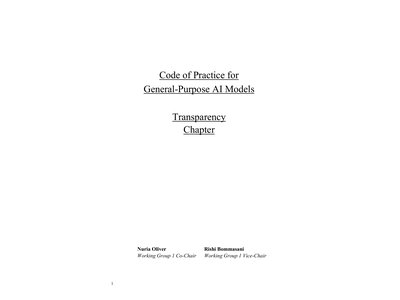 Code of Practice for
General-Purpose AI Models
Transparency
Chapter
Nuria Oliver Rishi Bommasani
Working Group 1 Co-Chair Working Group 1 Vice-Chair
1